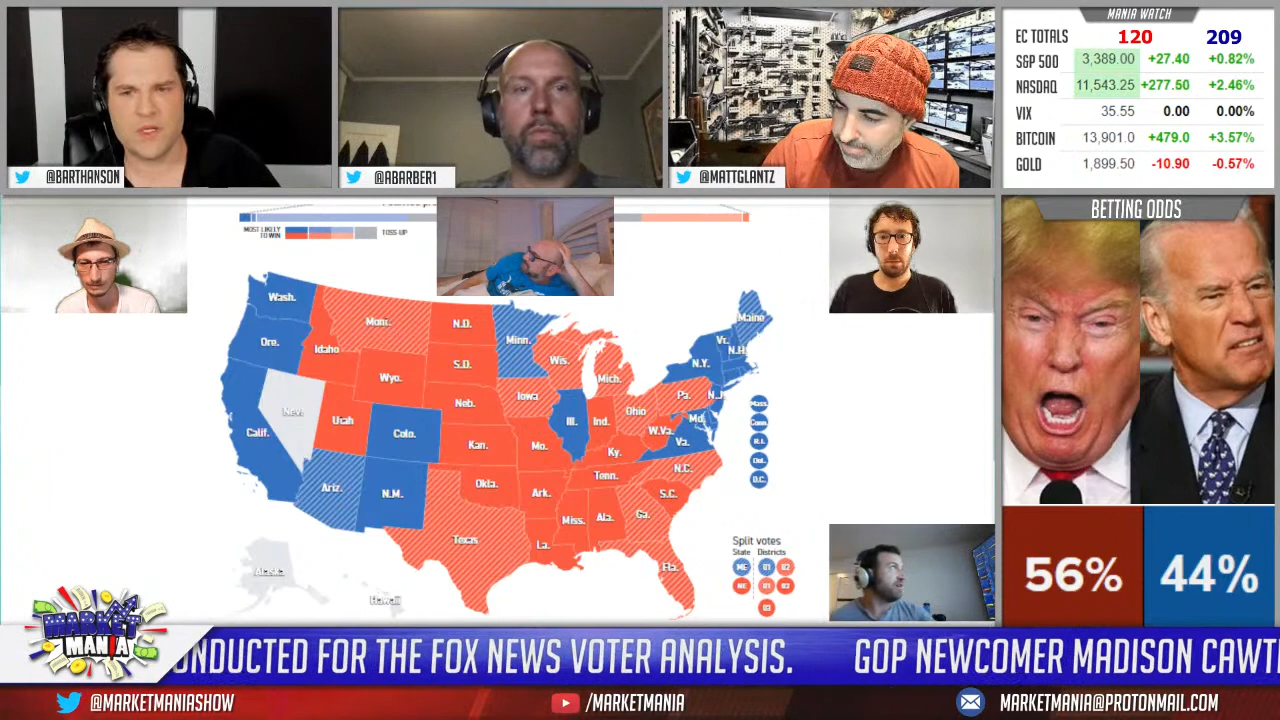 @BARTHANSON
@ABARBER1
@MATTGLANTZ
MANIA WATCH
EC TOTALS 120 209
S&P 500 3,389.00 +27.40 +0.82%
NASDAQ 11,543.25 +277.50 +2.46%
VIX 35.55 0.00 0.00%
BITCOIN 13,901.0 +479.0 +3.57%
GOLD 1,899.50 -10.90 -0.57%
BETTING ODDS
56% 44%
MOST LIKELY
TO WIN
TOSS-UP
Wash.
Ore.
Calif.
Nev.
Idaho
Mont.
Wyo.
Utah
Colo.
Ariz.
N.M.
N.D.
S.D.
Neb.
Kan.
Okla.
Texas
Minn.
Iowa
Mo.
Ark.
La.
Wis.
Ill.
Mich.
Ind.
Ohio
Ky.
Tenn.
Miss.
Ala.
Ga.
Fla.
S.C.
N.C.
Va.
W.Va.
Pa.
N.Y.
Vt.
N.H.
Maine
N.J.
Md.
Mass.
Conn.
R.I.
Del.
D.C.
Alaska
Hawaii
Split votes
State Districts
ME 01 02
NE 01 03
02
MARKET
MANIA
ONDUCTED FOR THE FOX NEWS VOTER ANALYSIS. GOP NEWCOMER MADISON CAWT
@MARKETMANIASHOW
/MARKETMANIA
MARKETMANIA@PROTONMAIL.COM